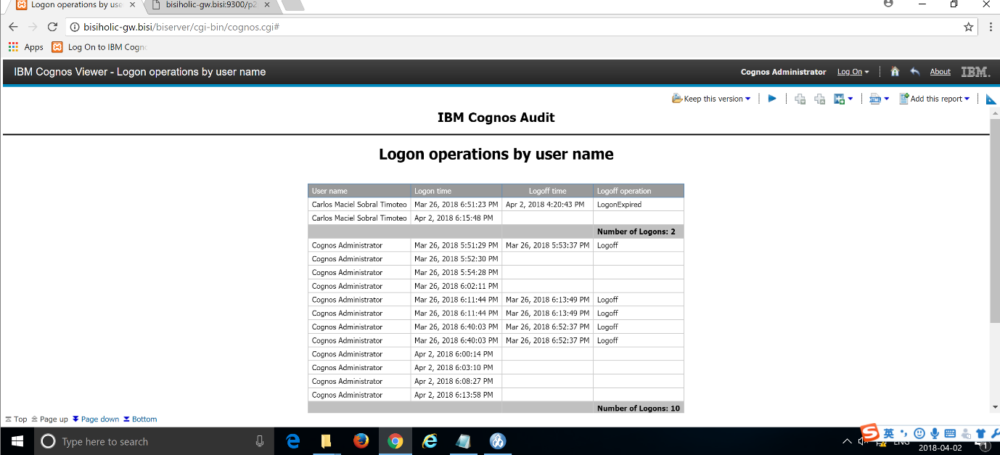 Logon operations by use
bisiholic-gw.bisi:9300/p2
bisiholic-gw.bisi/biserver/cgi-bin/cognos.cgi#
Apps Log On to IBM Cogn
IBM Cognos Viewer - Logon operations by user name Cognos Administrator Log On About IBM.
Keep this version Add this report
IBM Cognos Audit
Logon operations by user name
User name Logon time Logoff time Logoff operation
Carlos Maciel Sobral Timoteo Mar 26, 2018 6:51:23 PM Apr 2, 2018 4:20:43 PM LogonExpired
Carlos Maciel Sobral Timoteo Apr 2, 2018 6:15:48 PM
Number of Logons: 2
Cognos Administrator Mar 26, 2018 5:51:29 PM Mar 26, 2018 5:53:37 PM Logoff
Cognos Administrator Mar 26, 2018 5:52:30 PM
Cognos Administrator Mar 26, 2018 5:54:28 PM
Cognos Administrator Mar 26, 2018 6:02:11 PM
Cognos Administrator Mar 26, 2018 6:11:44 PM Mar 26, 2018 6:13:49 PM Logoff
Cognos Administrator Mar 26, 2018 6:11:44 PM Mar 26, 2018 6:13:49 PM Logoff
Cognos Administrator Mar 26, 2018 6:40:03 PM Mar 26, 2018 6:52:37 PM Logoff
Cognos Administrator Mar 26, 2018 6:40:03 PM Mar 26, 2018 6:52:37 PM Logoff
Cognos Administrator Apr 2, 2018 6:00:14 PM
Cognos Administrator Apr 2, 2018 6:03:10 PM
Cognos Administrator Apr 2, 2018 6:08:27 PM
Cognos Administrator Apr 2, 2018 6:13:58 PM
Number of Logons: 10
Top Page up Page down Bottom
Type here to search
英
ENG
2018-04-02
1